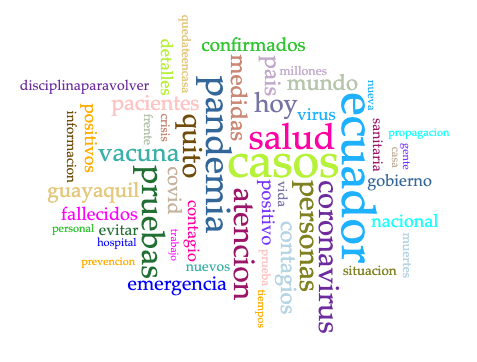 quedateencasa
confirmados
detalles
medidas
pais
millones
mundo
nueva
disciplinaparavolver
pacientes
pandemia
hoy
virus
ecuador
positivos
informacion
frente
crisis
quito
salud
sanitaria
propagacion
gente
casa
vacuna
casos
gobierno
guayaquil
pruebas
covid
atencion
positivo
vida
personas
coronavirus
fallecidos
contagio
nacional
personal
evitar
trabajo
contagios
muertes
hospital
prueba
prevencion
nuevos
situacion
emergencia
tiempos